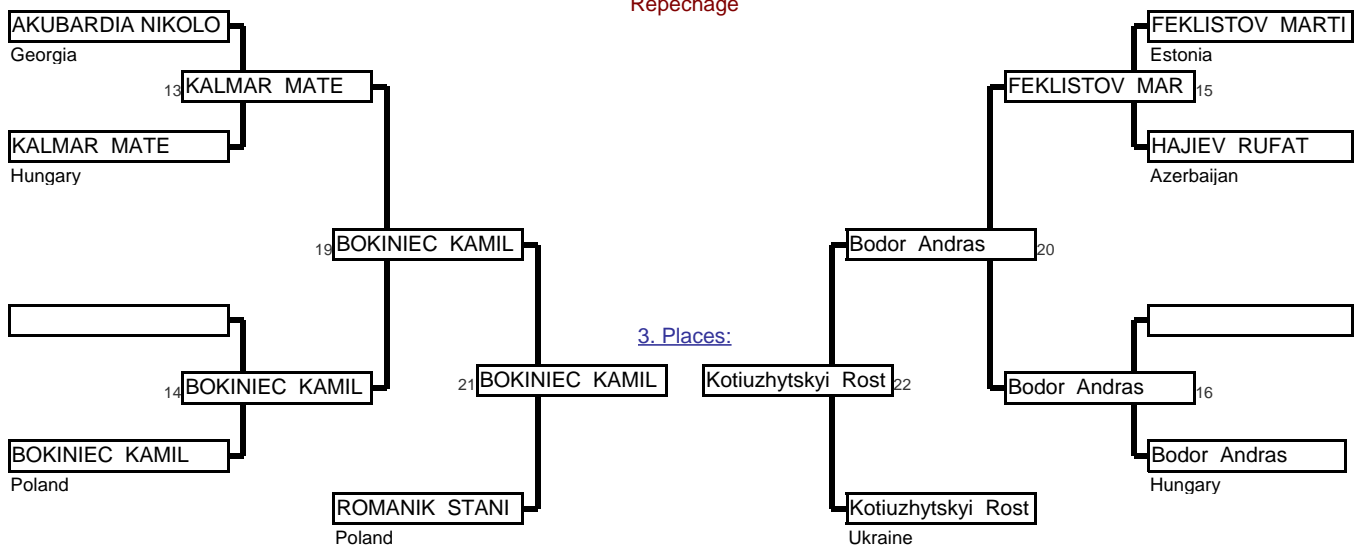 Repechage
AKUBARDIA NIKOLO
Georgia
13 KALMAR MATE
KALMAR MATE
Hungary
19 BOKINIEC KAMIL
14 BOKINIEC KAMIL
BOKINIEC KAMIL
Poland
3. Places:
21 BOKINIEC KAMIL
ROMANIK STANI
Poland
FEKLISTOV MARTI
Estonia
FEKLISTOV MAR 15
HAJIEV RUFAT
Azerbaijan
Bodor Andras 20
Kotiuzhytskyi Rost 22
Bodor Andras 16
Bodor Andras
Hungary
Kotiuzhytskyi Rost
Ukraine